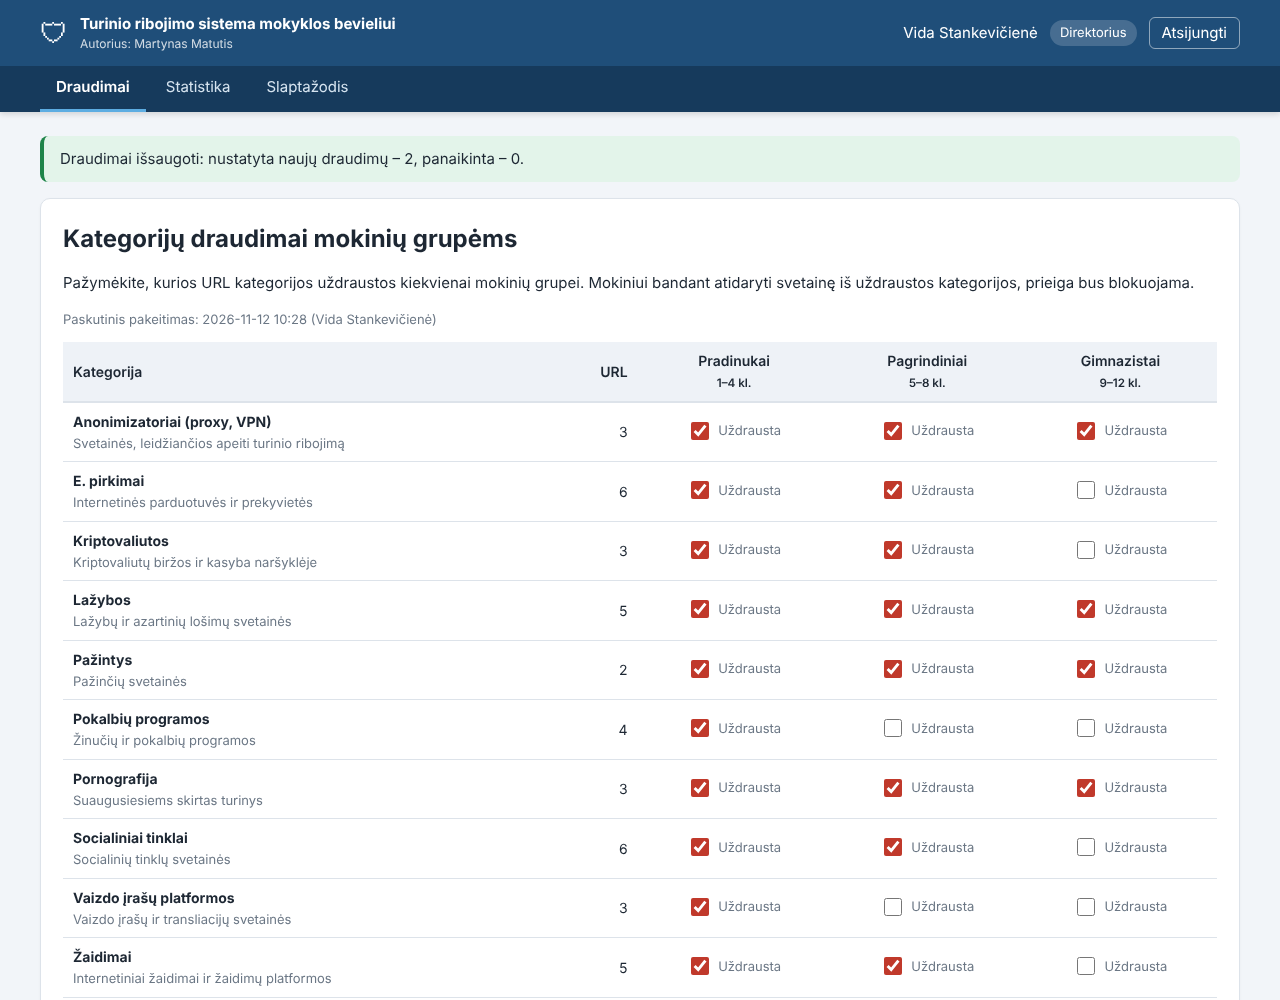 Turinio ribojimo sistema mokyklos bevieliui
Autorius: Martynas Matutis
Vida Stankevičienė Direktorius Atsijungti
Draudimai Statistika Slaptažodis
Draudimai išsaugoti: nustatyta naujų draudimų – 2, panaikinta – 0.
Kategorijų draudimai mokinių grupėms
Pažymėkite, kurios URL kategorijos uždraustos kiekvienai mokinių grupei. Mokiniui bandant atidaryti svetainę iš uždraustos kategorijos, prieiga bus blokuojama.
Paskutinis pakeitimas: 2026-11-12 10:28 (Vida Stankevičienė)
Kategorija URL Pradinukai Pagrindiniai Gimnazistai
1–4 kl. 5–8 kl. 9–12 kl.
Anonimizatoriai (proxy, VPN)
Svetainės, leidžiančios apeiti turinio ribojimą
3 Uždrausta Uždrausta Uždrausta
E. pirkimai
Internetinės parduotuvės ir prekyvietės
6 Uždrausta Uždrausta Uždrausta
Kriptovaliutos
Kriptovaliutų biržos ir kasyba naršyklėje
3 Uždrausta Uždrausta Uždrausta
Lažybos
Lažybų ir azartinių lošimų svetainės
5 Uždrausta Uždrausta Uždrausta
Pažintys
Pažinčių svetainės
2 Uždrausta Uždrausta Uždrausta
Pokalbių programos
Žinučių ir pokalbių programos
4 Uždrausta Uždrausta Uždrausta
Pornografija
Suaugusiesiems skirtas turinys
3 Uždrausta Uždrausta Uždrausta
Socialiniai tinklai
Socialinių tinklų svetainės
6 Uždrausta Uždrausta Uždrausta
Vaizdo įrašų platformos
Vaizdo įrašų ir transliacijų svetainės
3 Uždrausta Uždrausta Uždrausta
Žaidimai
Internetiniai žaidimai ir žaidimų platformos
5 Uždrausta Uždrausta Uždrausta